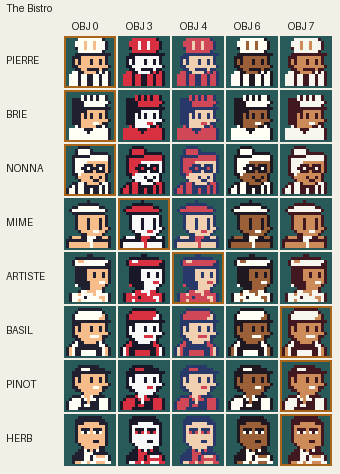 The Bistro
OBJ 0 OBJ 3 OBJ 4 OBJ 6 OBJ 7
PIERRE
BRIE
NONNA
MIME
ARTISTE
BASIL
PINOT
HERB